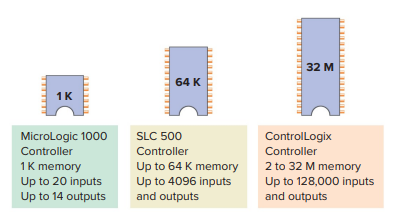 1 K
64 K
32 M
MicroLogic 1000
Controller
1 K memory
Up to 20 inputs
Up to 14 outputs
SLC 500
Controller
Up to 64 K memory
Up to 4096 inputs
and outputs
ControlLogix
Controller
2 to 32 M memory
Up to 128,000 inputs
and outputs